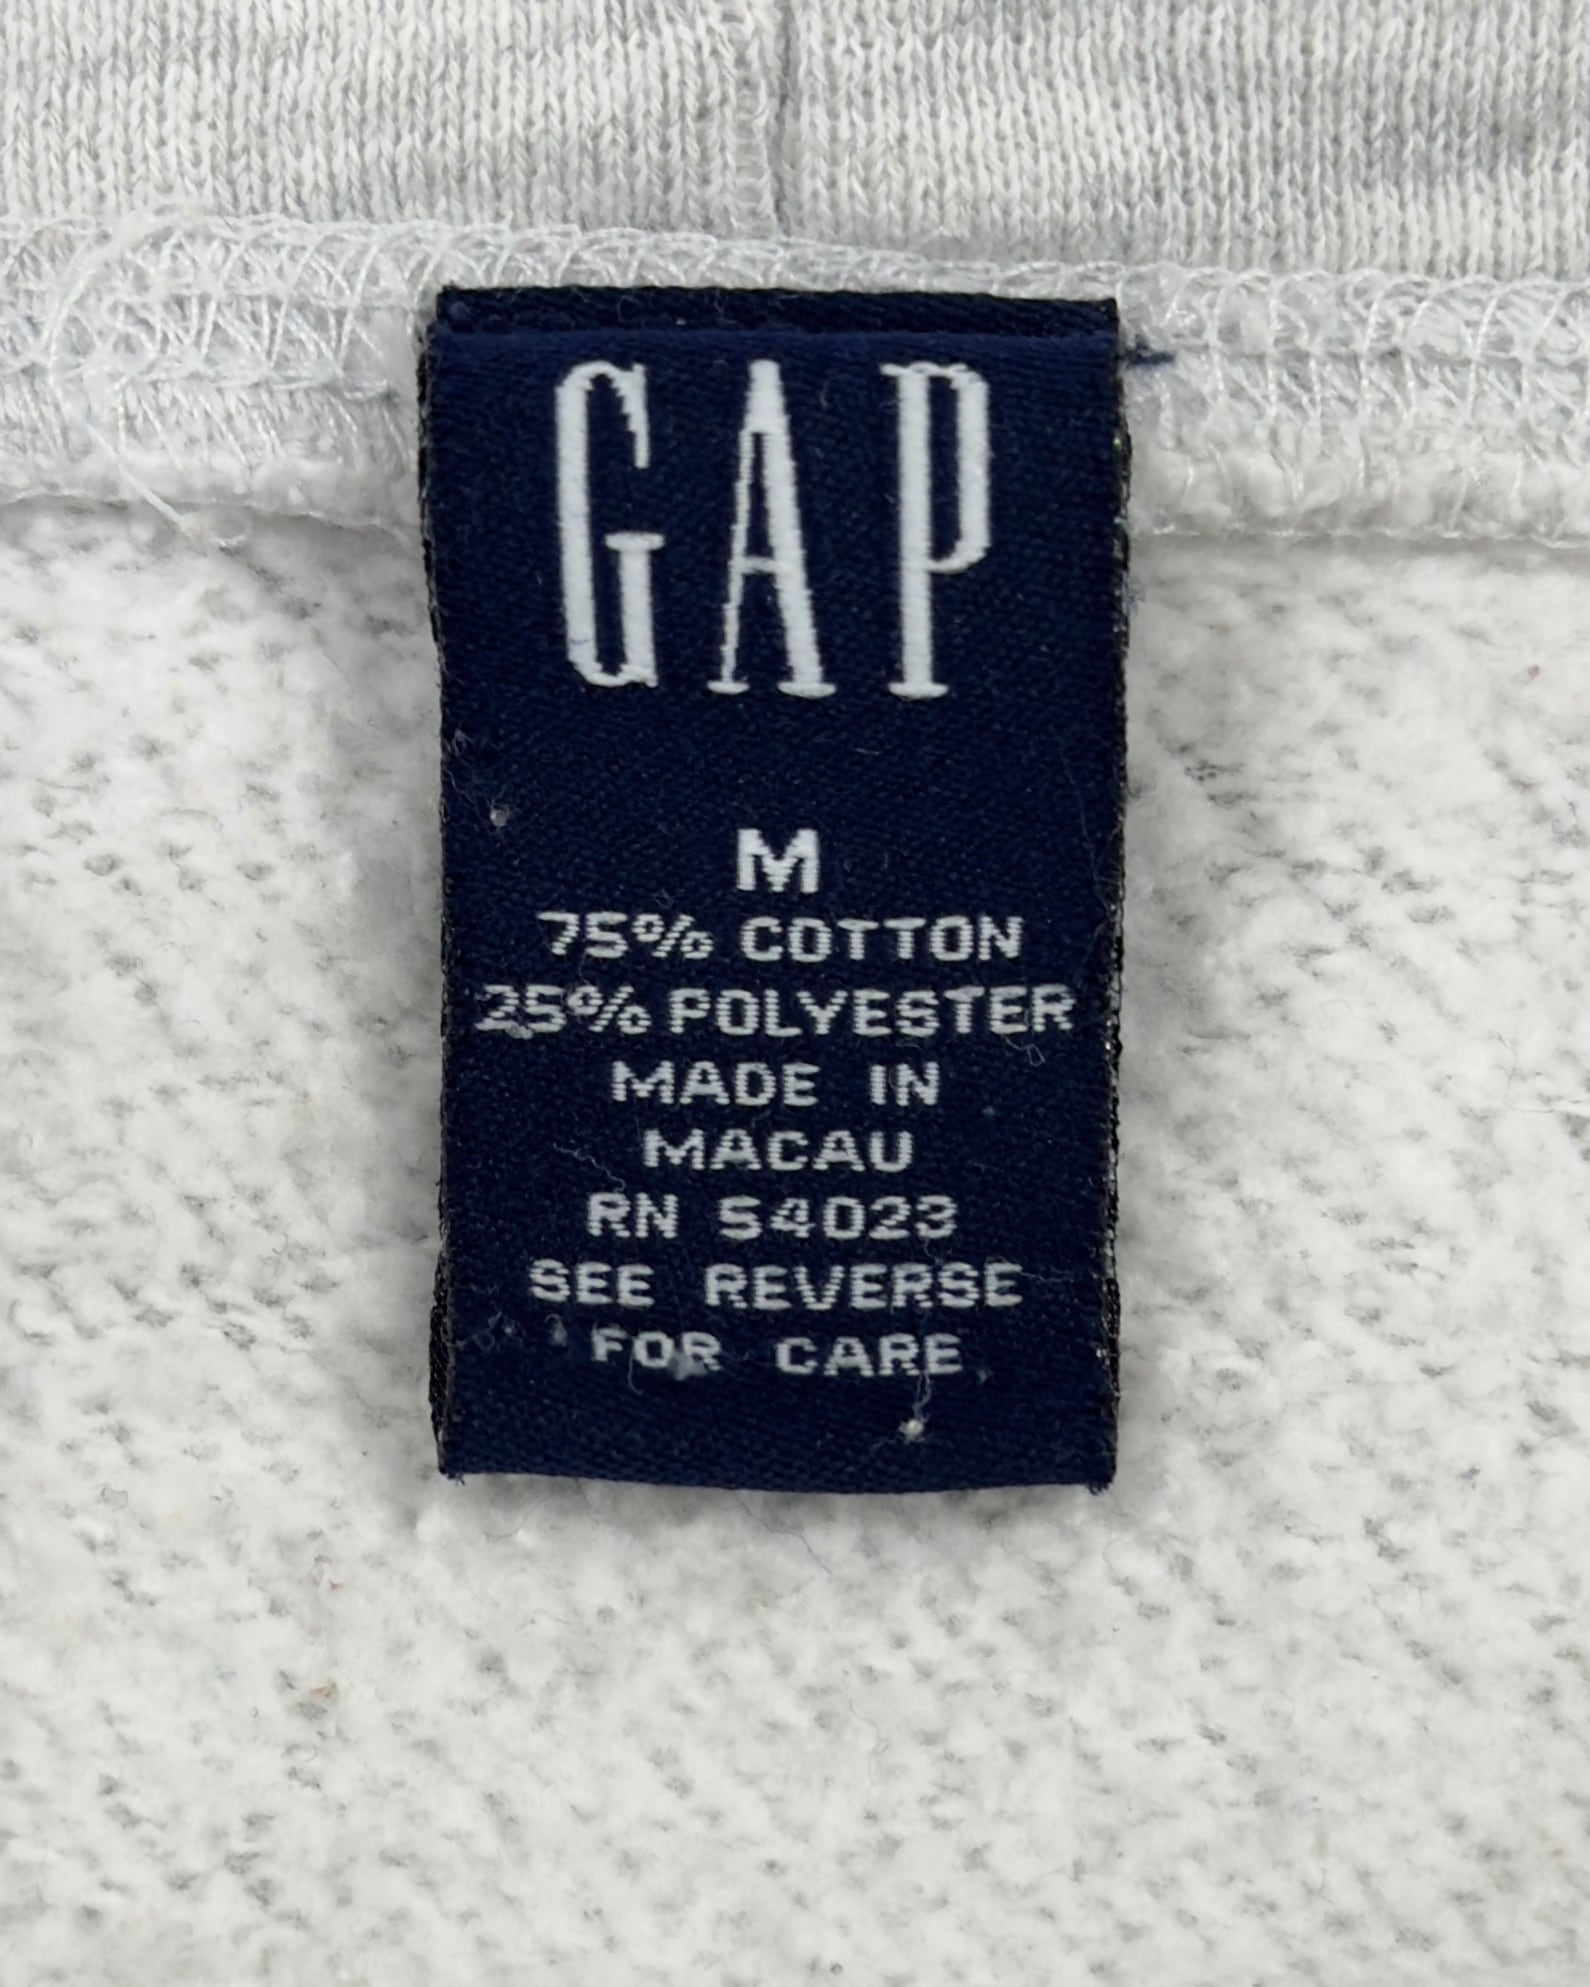 GAP
M
75% COTTON
25% POLYESTER
MADE IN
MACAU
RN 54023
SEE REVERSE
FOR CARE